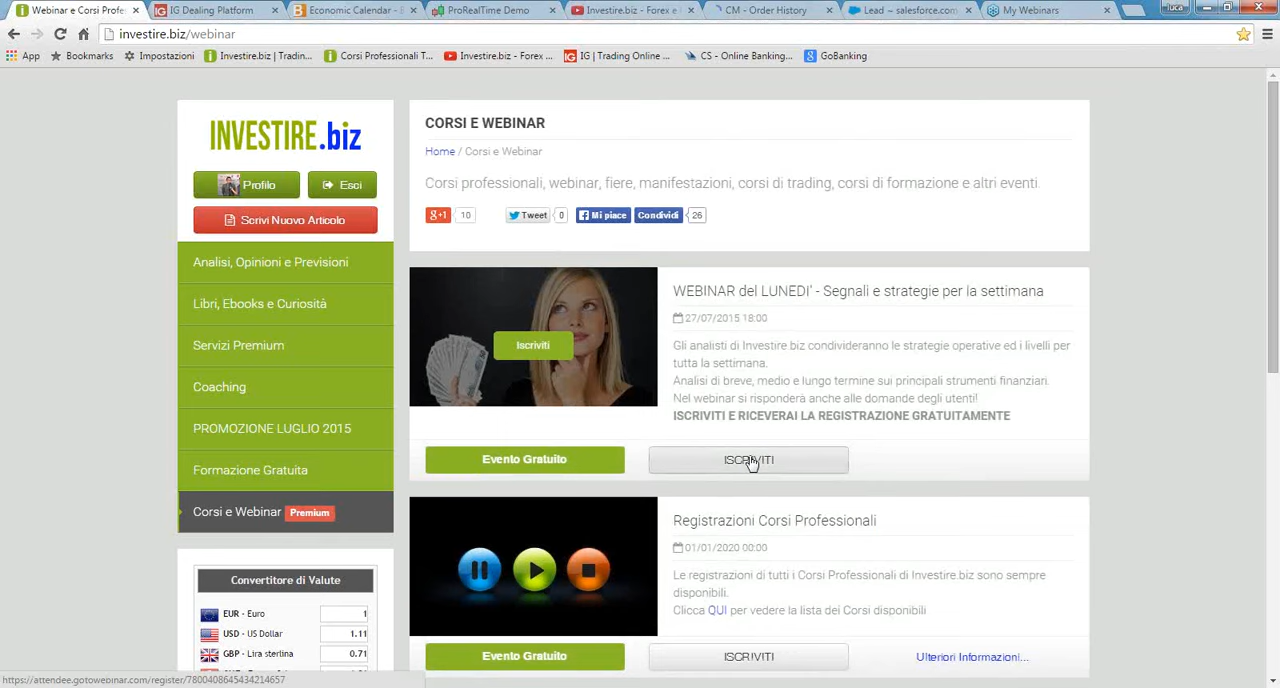 Webinar e Corsi Profe
IG Dealing Platform
Economic Calendar - E
ProRealTime Demo
Investire.biz - Forex e
CM - Order History
Lead ~ salesforce.com
My Webinars
luca
investire.biz/webinar
App
Bookmarks
Impostazioni
Investire.biz | Tradin...
Corsi Professionali T...
Investire.biz - Forex ...
IG | Trading Online ...
CS - Online Banking...
GoBanking
INVESTIRE.biz
Profilo
Esci
Scrivi Nuovo Articolo
Analisi, Opinioni e Previsioni
Libri, Ebooks e Curiosità
Servizi Premium
Coaching
PROMOZIONE LUGLIO 2015
Formazione Gratuita
Corsi e Webinar Premium
Convertitore di Valute
EUR - Euro 1
USD - US Dollar 1.11
GBP - Lira sterlina 0.71
CORSI E WEBINAR
Home / Corsi e Webinar
Corsi professionali, webinar, fiere, manifestazioni, corsi di trading, corsi di formazione e altri eventi.
g+1 10 Tweet 0 Mi piace Condividi 26
Iscriviti
WEBINAR del LUNEDI' - Segnali e strategie per la settimana
27/07/2015 18:00
Gli analisti di Investire.biz condivideranno le strategie operative ed i livelli per
tutta la settimana.
Analisi di breve, medio e lungo termine sui principali strumenti finanziari.
Nel webinar si risponderà anche alle domande degli utenti!
ISCRIVITI E RICEVERAI LA REGISTRAZIONE GRATUITAMENTE
Evento Gratuito
ISCRIVITI
Registrazioni Corsi Professionali
01/01/2020 00:00
Le registrazioni di tutti i Corsi Professionali di Investire.biz sono sempre
disponibili.
Clicca QUI per vedere la lista dei Corsi disponibili
Evento Gratuito
ISCRIVITI
Ulteriori Informazioni...
https://attendee.gotowebinar.com/register/7800408645434214657